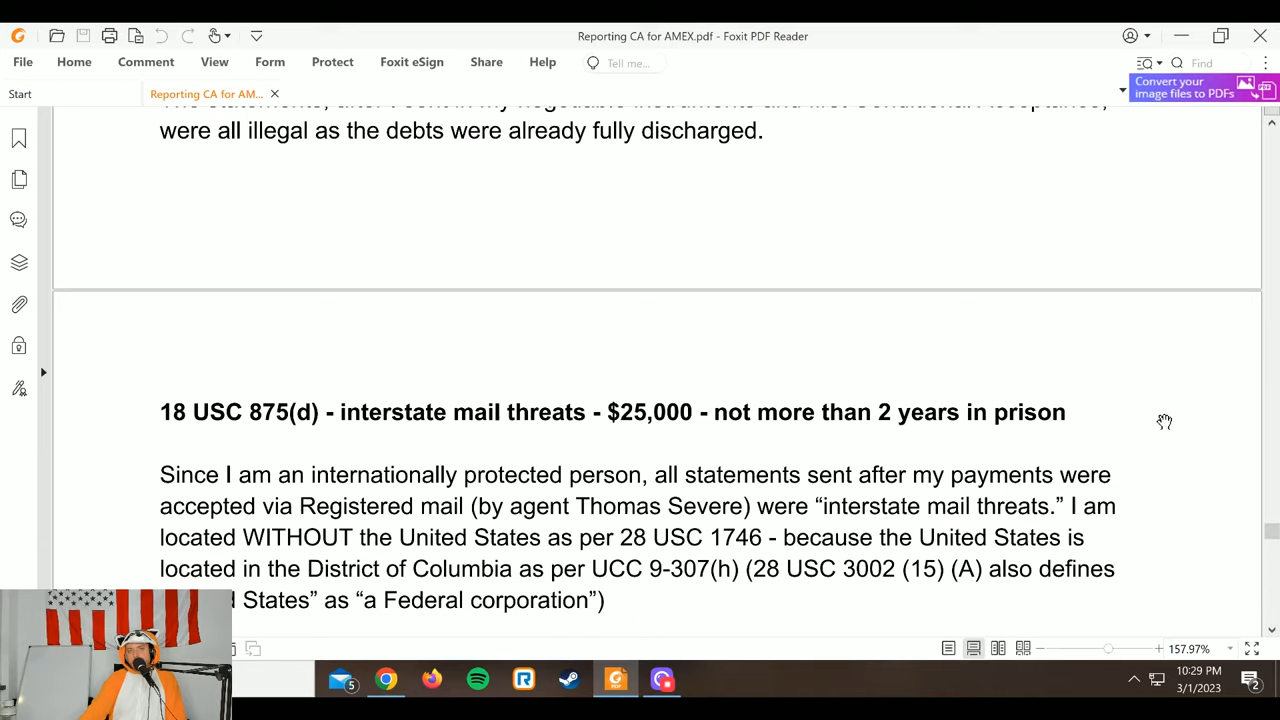 Reporting CA for AMEX.pdf - Foxit PDF Reader
File Home Comment View Form Protect Foxit eSign Share Help Tell me... Find
Convert your
image files to PDFs
Start Reporting CA for AM...
were all illegal as the debts were already fully discharged.
18 USC 875(d) - interstate mail threats - $25,000 - not more than 2 years in prison
Since I am an internationally protected person, all statements sent after my payments were
accepted via Registered mail (by agent Thomas Severe) were “interstate mail threats.” I am
located WITHOUT the United States as per 28 USC 1746 - because the United States is
located in the District of Columbia as per UCC 9-307(h) (28 USC 3002 (15) (A) also defines
States” as “a Federal corporation”)
157.97%
5
10:29 PM
3/1/2023
2